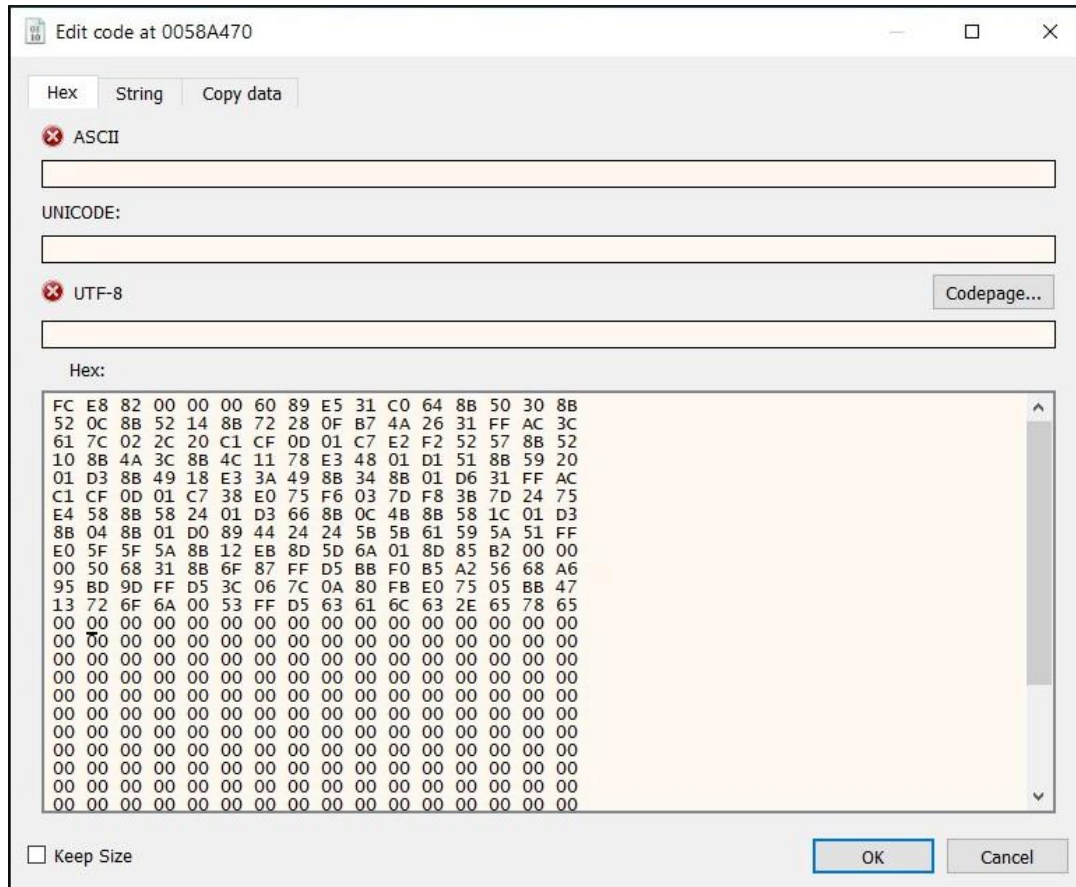 Edit code at 0058A470
Hex String Copy data
ASCII
UNICODE:
UTF-8
Codepage...
Hex:
FC E8 82 00 00 00 60 89 E5 31 C0 64 8B 50 30 8B
52 0C 8B 52 14 8B 72 28 0F B7 4A 26 31 FF AC 3C
61 7C 02 2C 20 C1 CF 0D 01 C7 E2 F2 52 57 8B 52
10 8B 4A 3C 8B 4C 11 78 E3 48 01 D1 51 8B 59 20
01 D3 8B 49 18 E3 3A 49 8B 34 8B 01 D6 31 FF AC
C1 CF 0D 01 C7 38 E0 75 F6 03 7D F8 3B 7D 24 75
E4 58 8B 58 24 01 D3 66 8B 0C 4B 8B 58 1C 01 D3
8B 04 8B 01 D0 89 44 24 24 5B 5B 61 59 5A 51 FF
E0 5F 5F 5A 8B 12 EB 8D 5D 6A 01 8D 85 B2 00 00
00 50 68 31 8B 6F 87 FF D5 BB F0 B5 A2 56 68 A6
95 BD 9D FF D5 3C 06 7C 0A 80 FB E0 75 05 BB 47
13 72 6F 6A 00 53 FF D5 63 61 6C 63 2E 65 78 65
00 00 00 00 00 00 00 00 00 00 00 00 00 00 00 00
00 00 00 00 00 00 00 00 00 00 00 00 00 00 00 00
00 00 00 00 00 00 00 00 00 00 00 00 00 00 00 00
00 00 00 00 00 00 00 00 00 00 00 00 00 00 00 00
00 00 00 00 00 00 00 00 00 00 00 00 00 00 00 00
00 00 00 00 00 00 00 00 00 00 00 00 00 00 00 00
00 00 00 00 00 00 00 00 00 00 00 00 00 00 00 00
00 00 00 00 00 00 00 00 00 00 00 00 00 00 00 00
00 00 00 00 00 00 00 00 00 00 00 00 00 00 00 00
00 00 00 00 00 00 00 00 00 00 00 00 00 00 00 00
00 00 00 00 00 00 00 00 00 00 00 00 00 00 00 00
Keep Size
OK Cancel